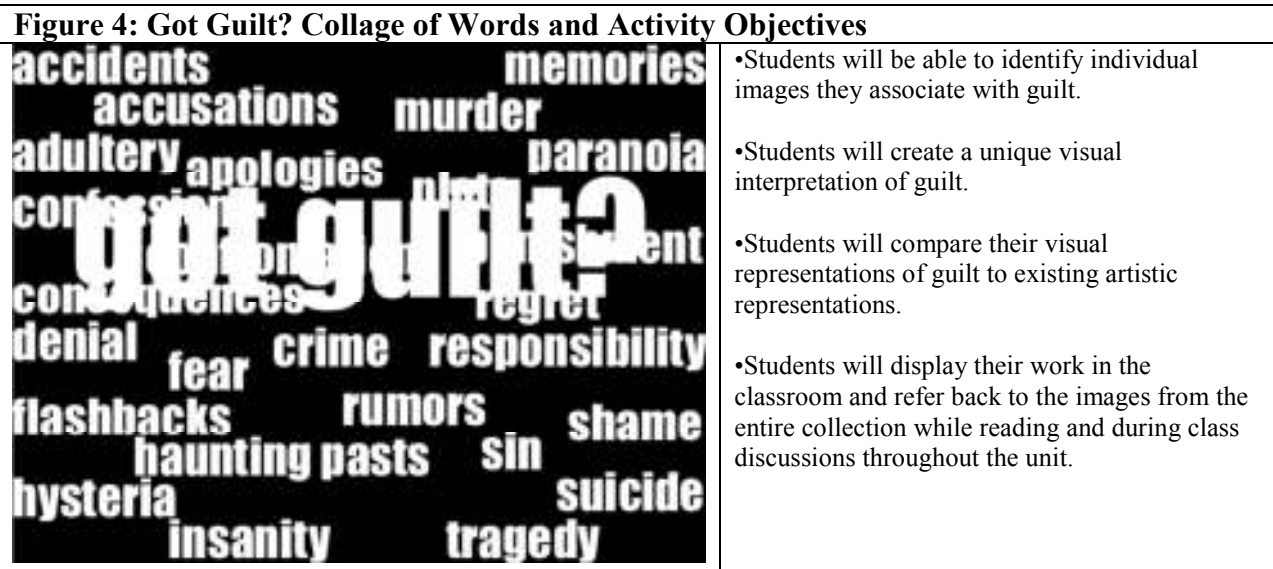 Figure 4: Got Guilt? Collage of Words and Activity Objectives
accidents memories
accusations murder
adultery paranoia
apologies
got guilt?
consequences regret
denial crime responsibility
fear
flashbacks rumors shame
haunting pasts sin
hysteria suicide
insanity tragedy
•Students will be able to identify individual
images they associate with guilt.
•Students will create a unique visual
interpretation of guilt.
•Students will compare their visual
representations of guilt to existing artistic
representations.
•Students will display their work in the
classroom and refer back to the images from the
entire collection while reading and during class
discussions throughout the unit.